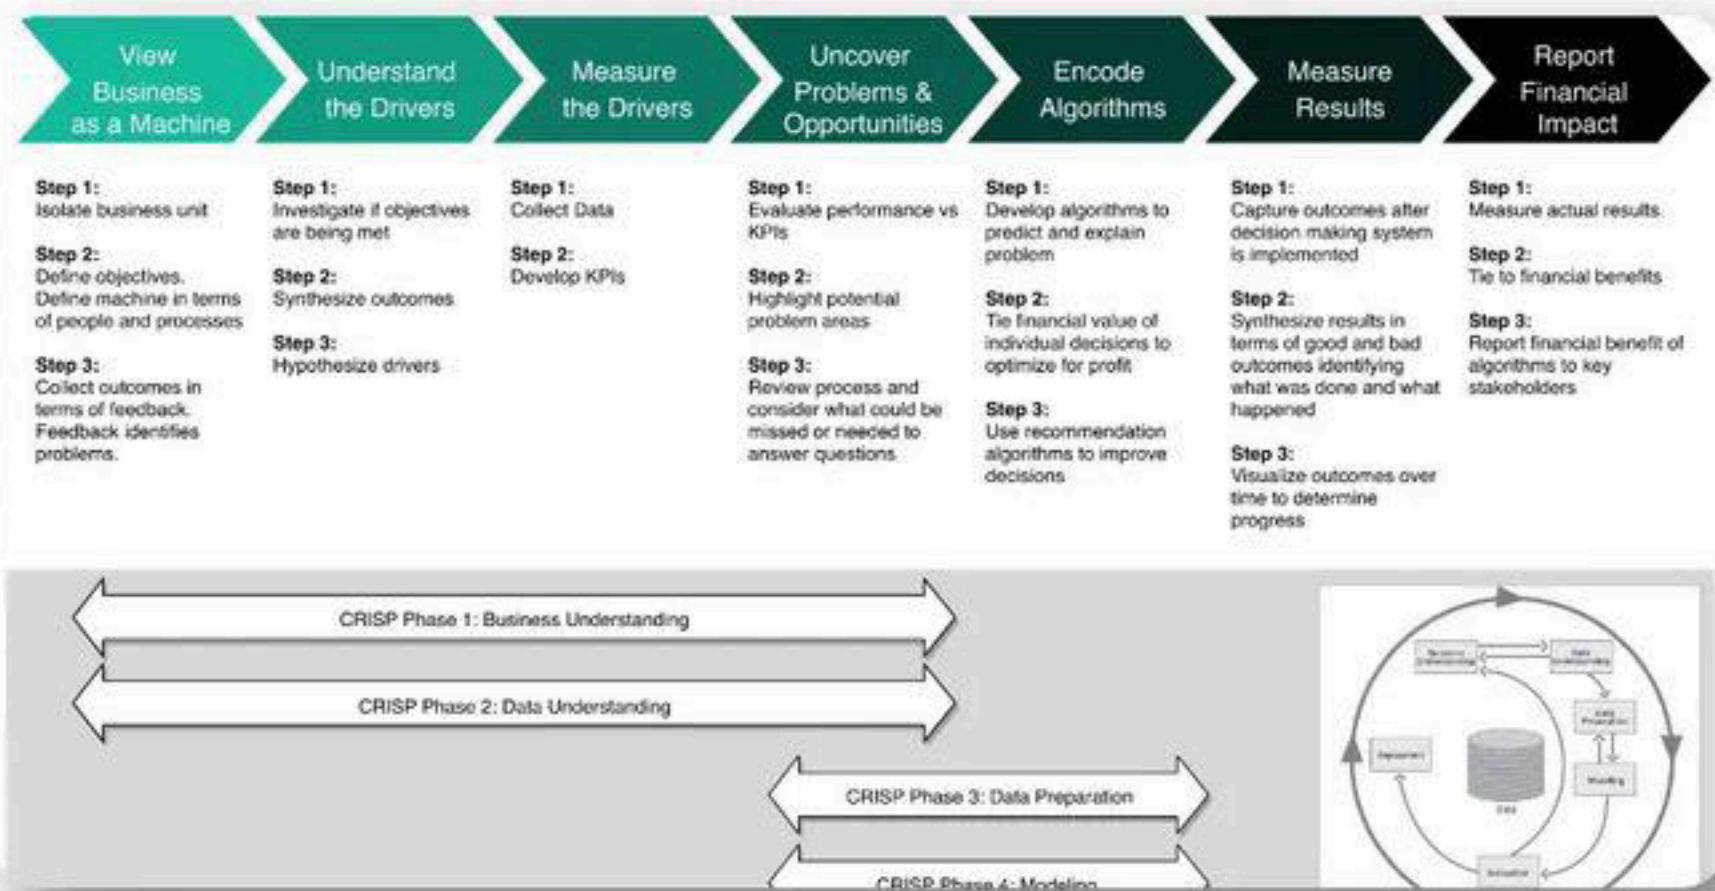 View
Business
as a Machine
Understand
the Drivers
Measure
the Drivers
Uncover
Problems &
Opportunities
Encode
Algorithms
Measure
Results
Report
Financial
Impact
Step 1:
Isolate business unit
Step 2:
Define objectives.
Define machine in terms
of people and processes
Step 3:
Collect outcomes in
terms of feedback.
Feedback identifies
problems.
Step 1:
Investigate if objectives
are being met
Step 2:
Synthesize outcomes
Step 3:
Hypothesize drivers
Step 1:
Collect Data
Step 2:
Develop KPIs
Step 1:
Evaluate performance vs
KPIs
Step 2:
Highlight potential
problem areas
Step 3:
Review process and
consider what could be
missed or needed to
answer questions
Step 1:
Develop algorithms to
predict and explain
problem
Step 2:
Tie financial value of
individual decisions to
optimize for profit
Step 3:
Use recommendation
algorithms to improve
decisions
Step 1:
Capture outcomes after
decision making system
is implemented
Step 2:
Synthesize results in
terms of good and bad
outcomes identifying
what was done and what
happened
Step 3:
Visualize outcomes over
time to determine
progress
Step 1:
Measure actual results.
Step 2:
Tie to financial benefits
Step 3:
Report financial benefit of
algorithms to key
stakeholders
CRISP Phase 1: Business Understanding
CRISP Phase 2: Data Understanding
CRISP Phase 3: Data Preparation
CRISP Phase 4: Modeling